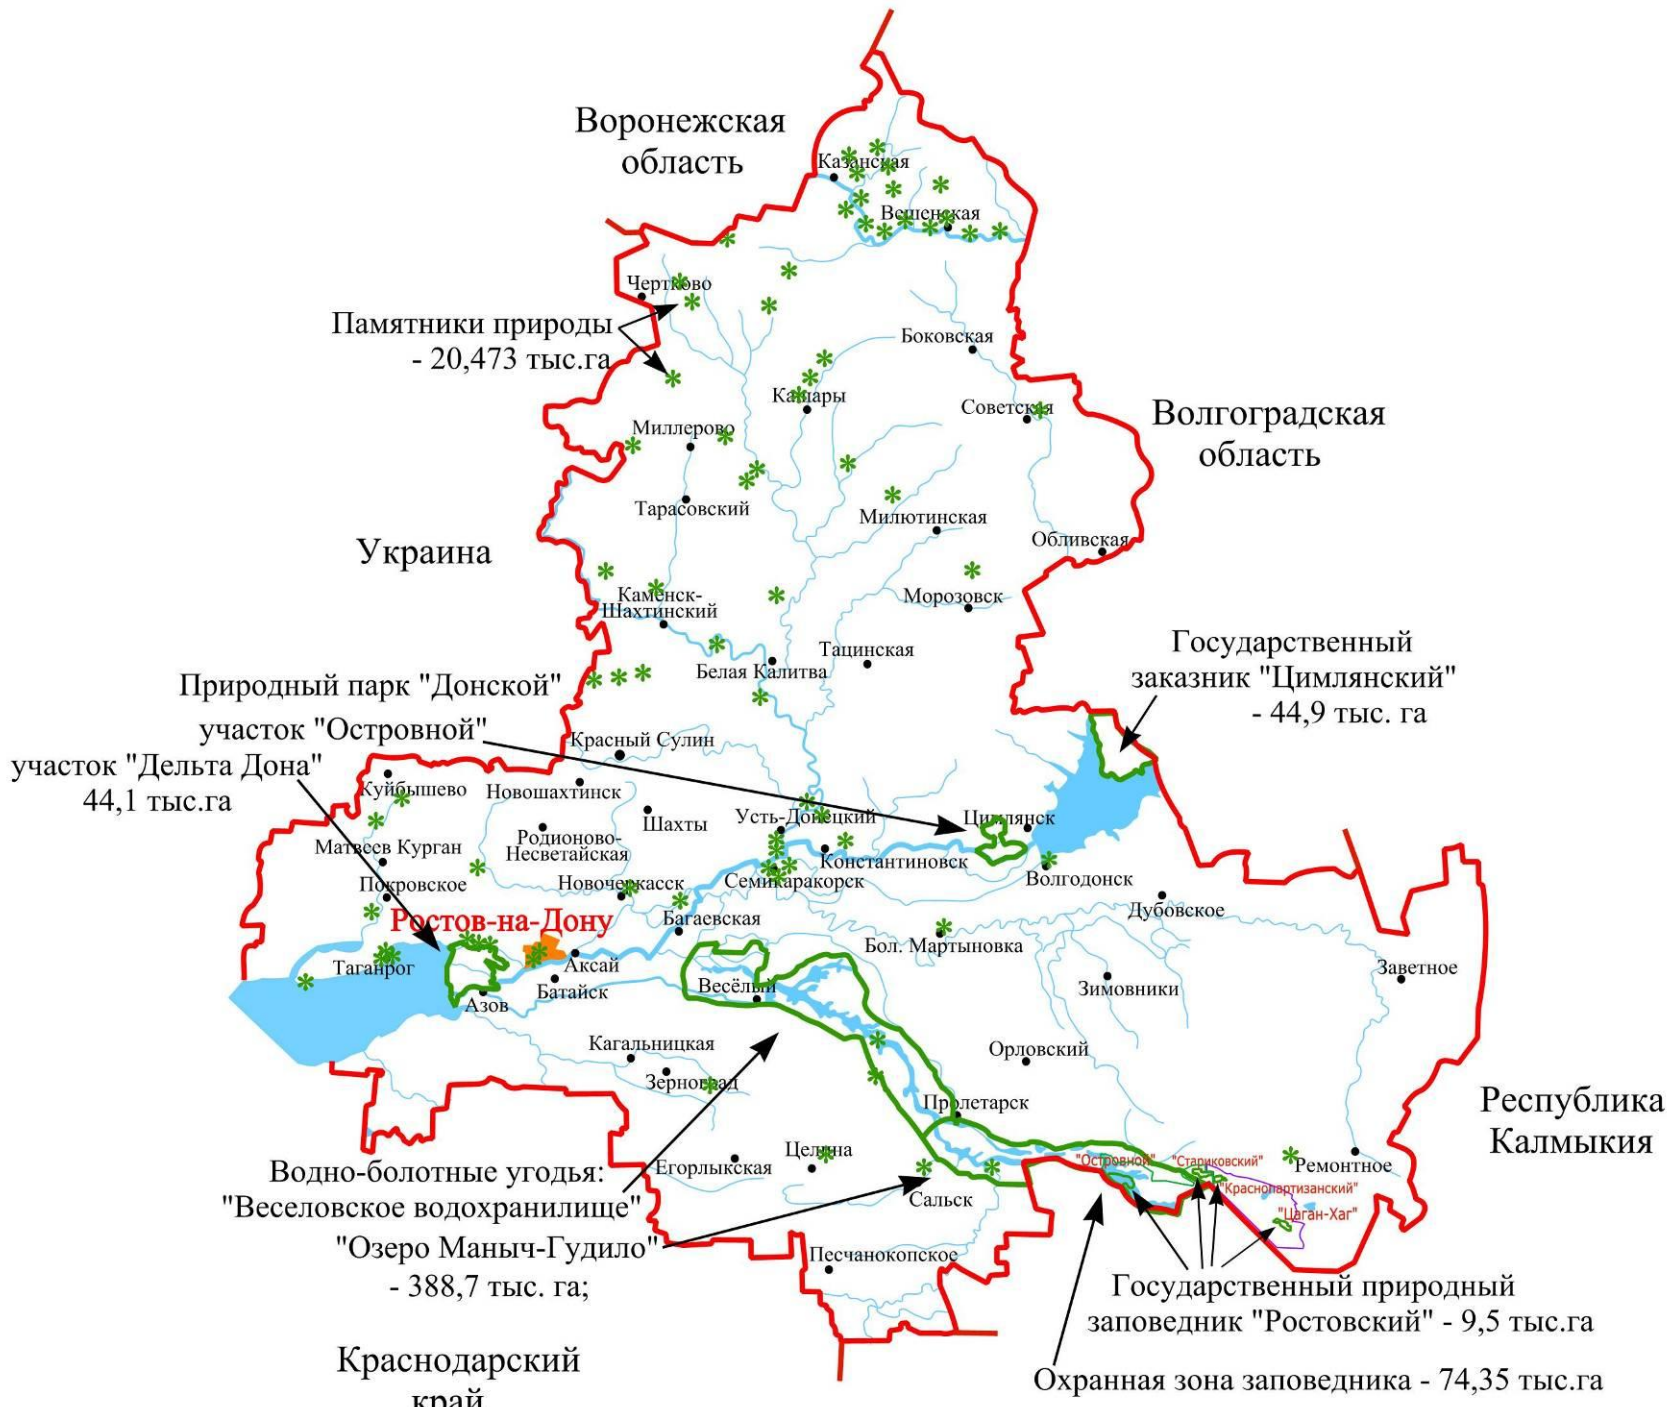 Воронежская
область
Казанская
Вешенская
Чертково
Памятники природы
- 20,473 тыс.га
Боковская
Кашары
Советская
Волгоградская
область
Миллерово
Тарасовский
Милютинская
Украина
Обливская
Каменск-
Шахтинский
Морозовск
Государственный
заказник "Цимлянский"
- 44,9 тыс. га
Тацинская
Белая Калитва
Природный парк "Донской"
участок "Островной"
участок "Дельта Дона"
44,1 тыс.га
Красный Сулин
Куйбышево
Новошахтинск
Шахты
Усть-Донецкий
Цимлянск
Родионово-
Несветайская
Матвеев Курган
Константиновск
Покровское
Новочеркасск
Семикаракорск
Волгодонск
Дубовское
Ростов-на-Дону
Багаевская
Бол. Мартыновка
Таганрог
Аксай
Заветное
Азов
Батайск
Весёлый
Зимовники
Кагальницкая
Орловский
Зерноград
Пролетарск
Республика
Калмыкия
Целина
Егорлыкская
"Островной"
"Стариковский"
Ремонтное
"Краснопартизанский"
"Цаган-Хаг"
Водно-болотные угодья:
"Веселовское водохранилище"
"Озеро Маныч-Гудило"
- 388,7 тыс. га;
Сальск
Песчанокопское
Государственный природный
заповедник "Ростовский" - 9,5 тыс.га
Охранная зона заповедника - 74,35 тыс.га
Краснодарский
край